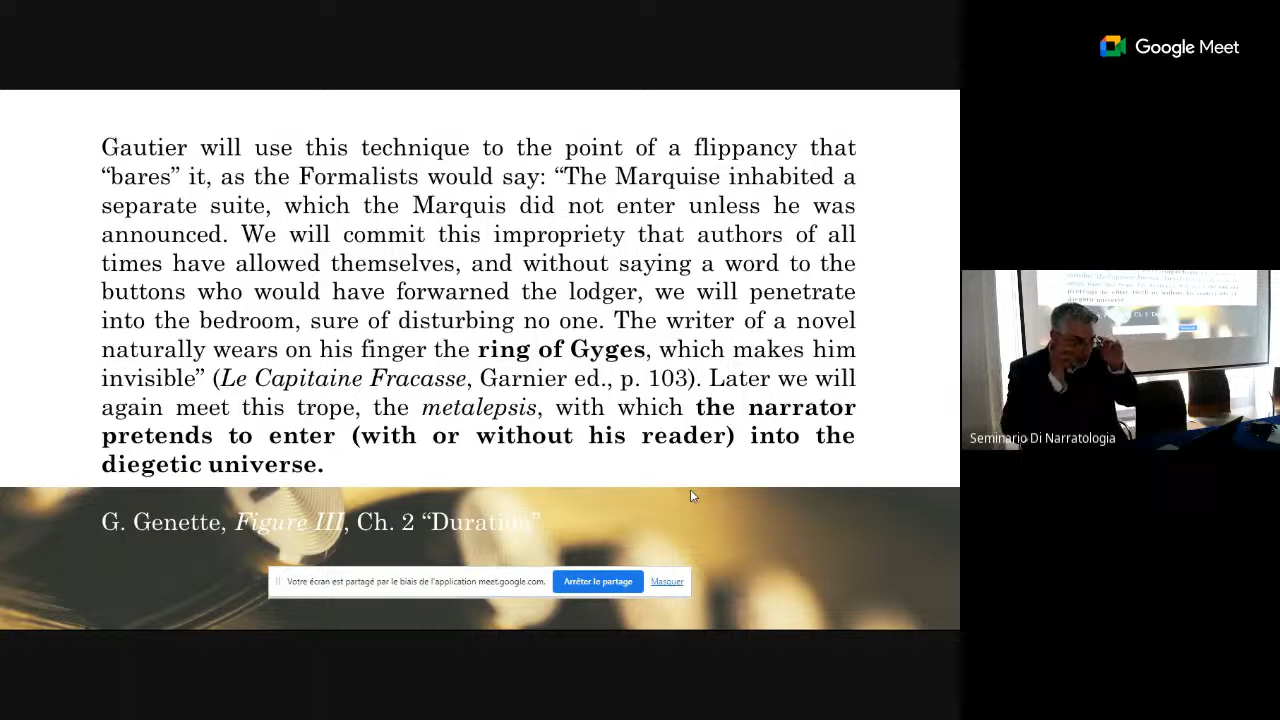 Google Meet
Gautier will use this technique to the point of a flippancy that
“bares” it, as the Formalists would say: “The Marquise inhabited a
separate suite, which the Marquis did not enter unless he was
announced. We will commit this impropriety that authors of all
times have allowed themselves, and without saying a word to the
buttons who would have forwarned the lodger, we will penetrate
into the bedroom, sure of disturbing no one. The writer of a novel
naturally wears on his finger the ring of Gyges, which makes him
invisible” (Le Capitaine Fracasse, Garnier ed., p. 103). Later we will
again meet this trope, the metalepsis, with which the narrator
pretends to enter (with or without his reader) into the
diegetic universe.
G. Genette, Figure III, Ch. 2 “Duration”
Votre écran est partagé par le biais de l'application meet.google.com.
Arrêter le partage
Masquer
Seminario Di Narratologia